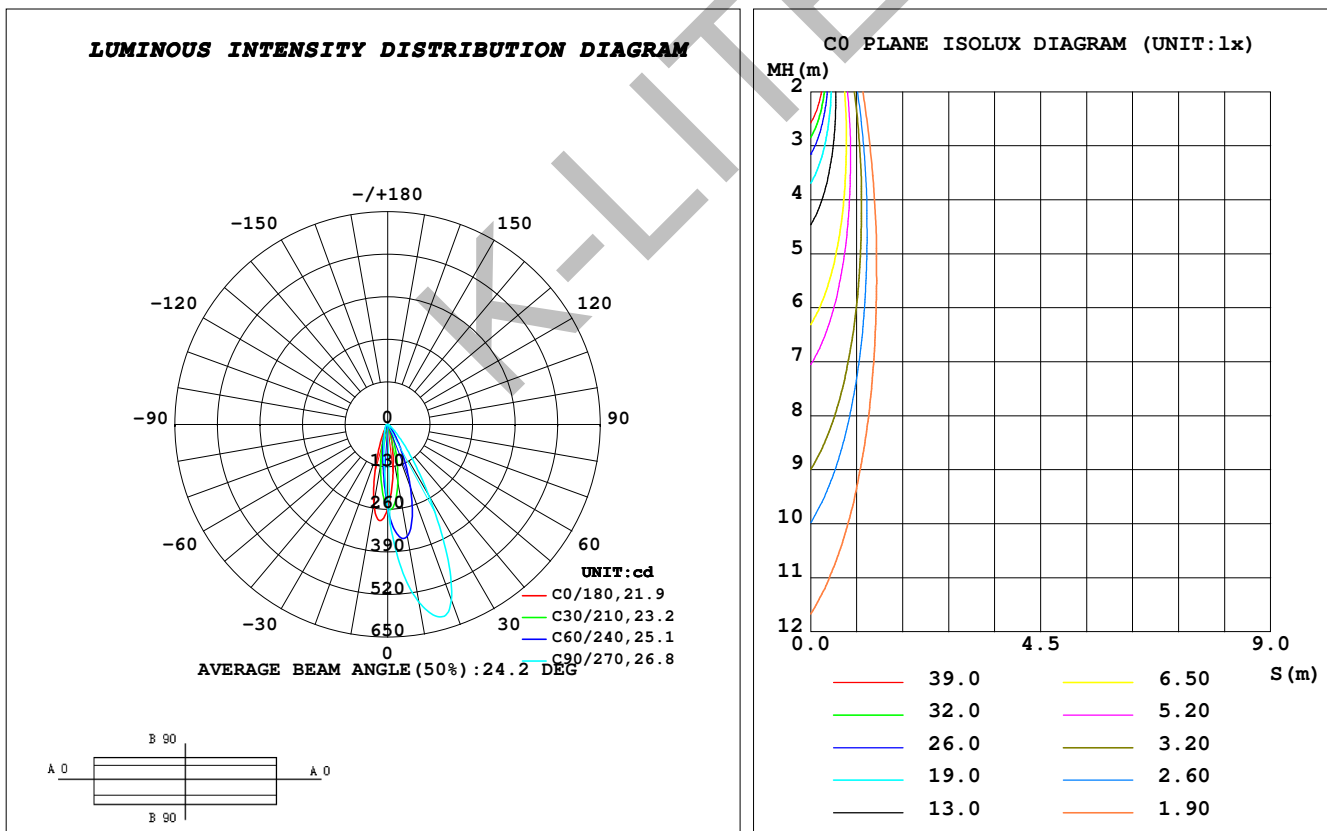 LUMINOUS INTENSITY DISTRIBUTION DIAGRAM
-/+180
-150
150
-120
120
-90
90
-60
60
-30
30
0
0
130
260
390
520
650
UNIT:cd
C0/180,21.9
C30/210,23.2
C60/240,25.1
C90/270,26.8
AVERAGE BEAM ANGLE(50%):24.2 DEG
B 90
A 0
A 0
B 90
C0 PLANE ISOLUX DIAGRAM (UNIT:lx)
MH(m)
2
3
4
5
6
7
8
9
10
11
12
0.0
4.5
9.0
S(m)
39.0
32.0
26.0
19.0
13.0
6.50
5.20
3.20
2.60
1.90
K-LITE